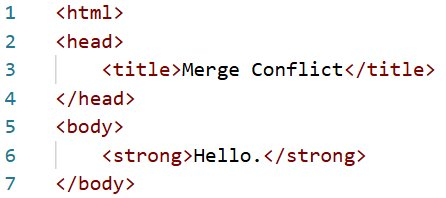 1 <html>
2 <head>
3 <title>Merge Conflict</title>
4 </head>
5 <body>
6 <strong>Hello.</strong>
7 </body>